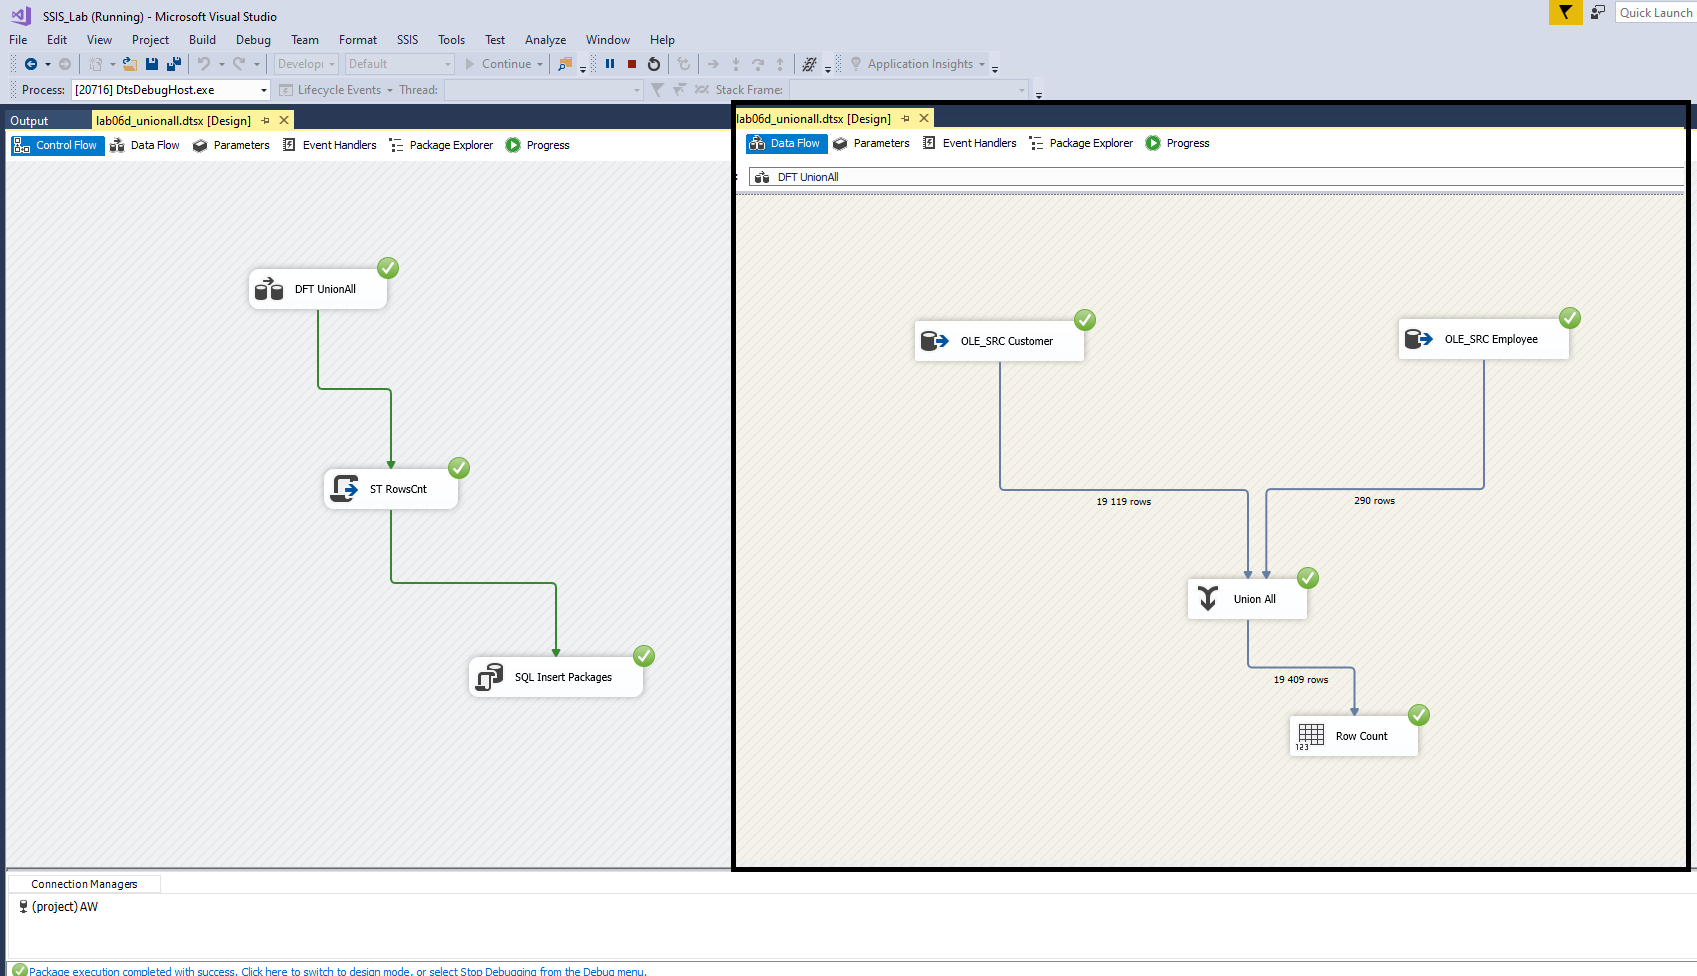 SSIS_Lab (Running) - Microsoft Visual Studio
Quick Launch
File Edit View Project Build Debug Team Format SSIS Tools Test Analyze Window Help
Develop Default Continue Application Insights
Process: [20716] DtsDebugHost.exe Lifecycle Events Thread: Stack Frame:
Output lab06d_unionall.dtsx [Design]
Control Flow Data Flow Parameters Event Handlers Package Explorer Progress
DFT UnionAll
ST RowsCnt
SQL Insert Packages
lab06d_unionall.dtsx [Design]
Data Flow Parameters Event Handlers Package Explorer Progress
DFT UnionAll
OLE_SRC Customer
OLE_SRC Employee
19 119 rows
290 rows
Union All
19 409 rows
Row Count
123
Connection Managers
(project) AW
Package execution completed with success. Click here to switch to design mode, or select Stop Debugging from the Debug menu.